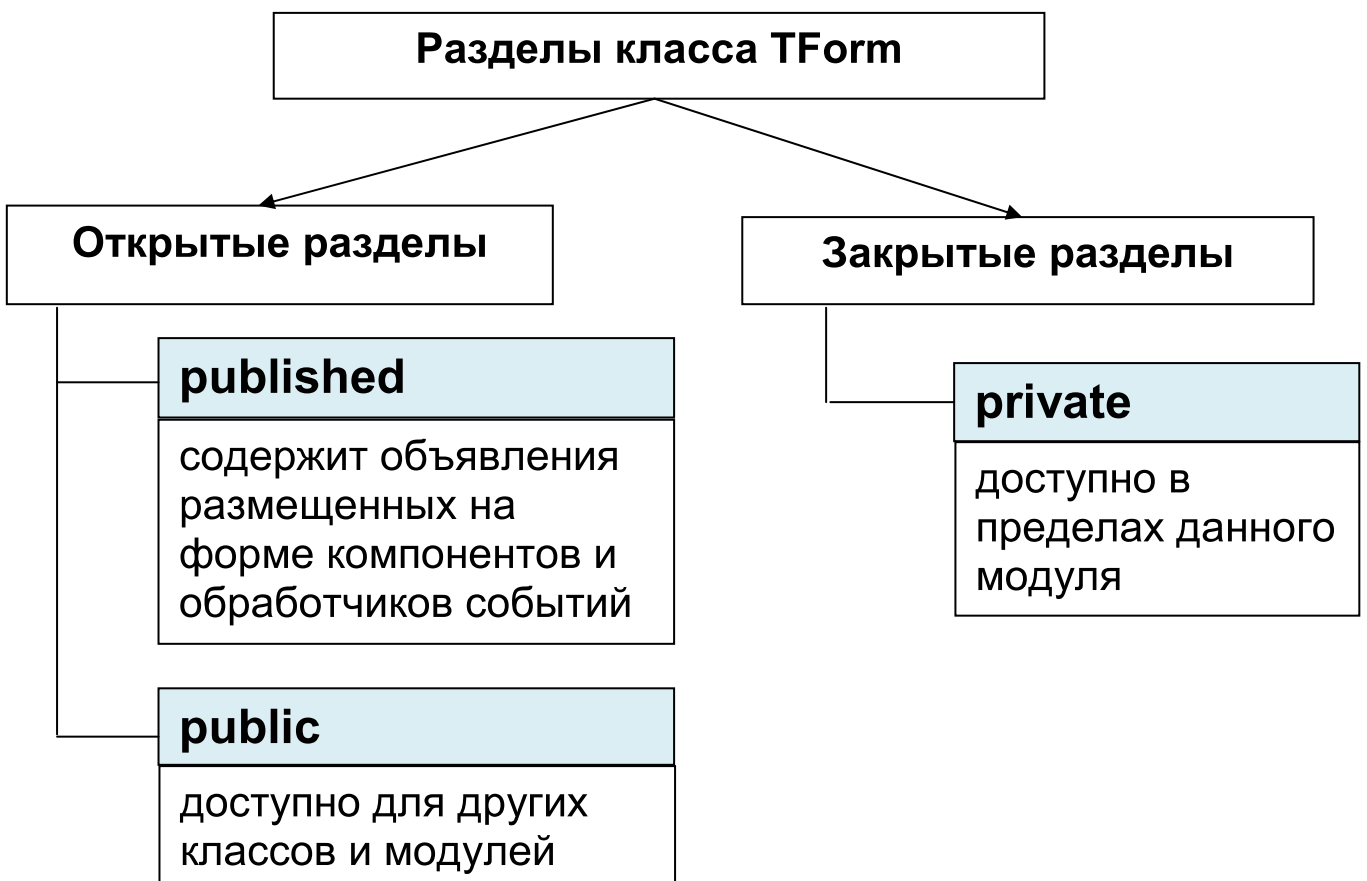 Разделы класса TForm
Открытые разделы
Закрытые разделы
published
содержит объявления
размещенных на
форме компонентов и
обработчиков событий
private
доступно в
пределах данного
модуля
public
доступно для других
классов и модулей